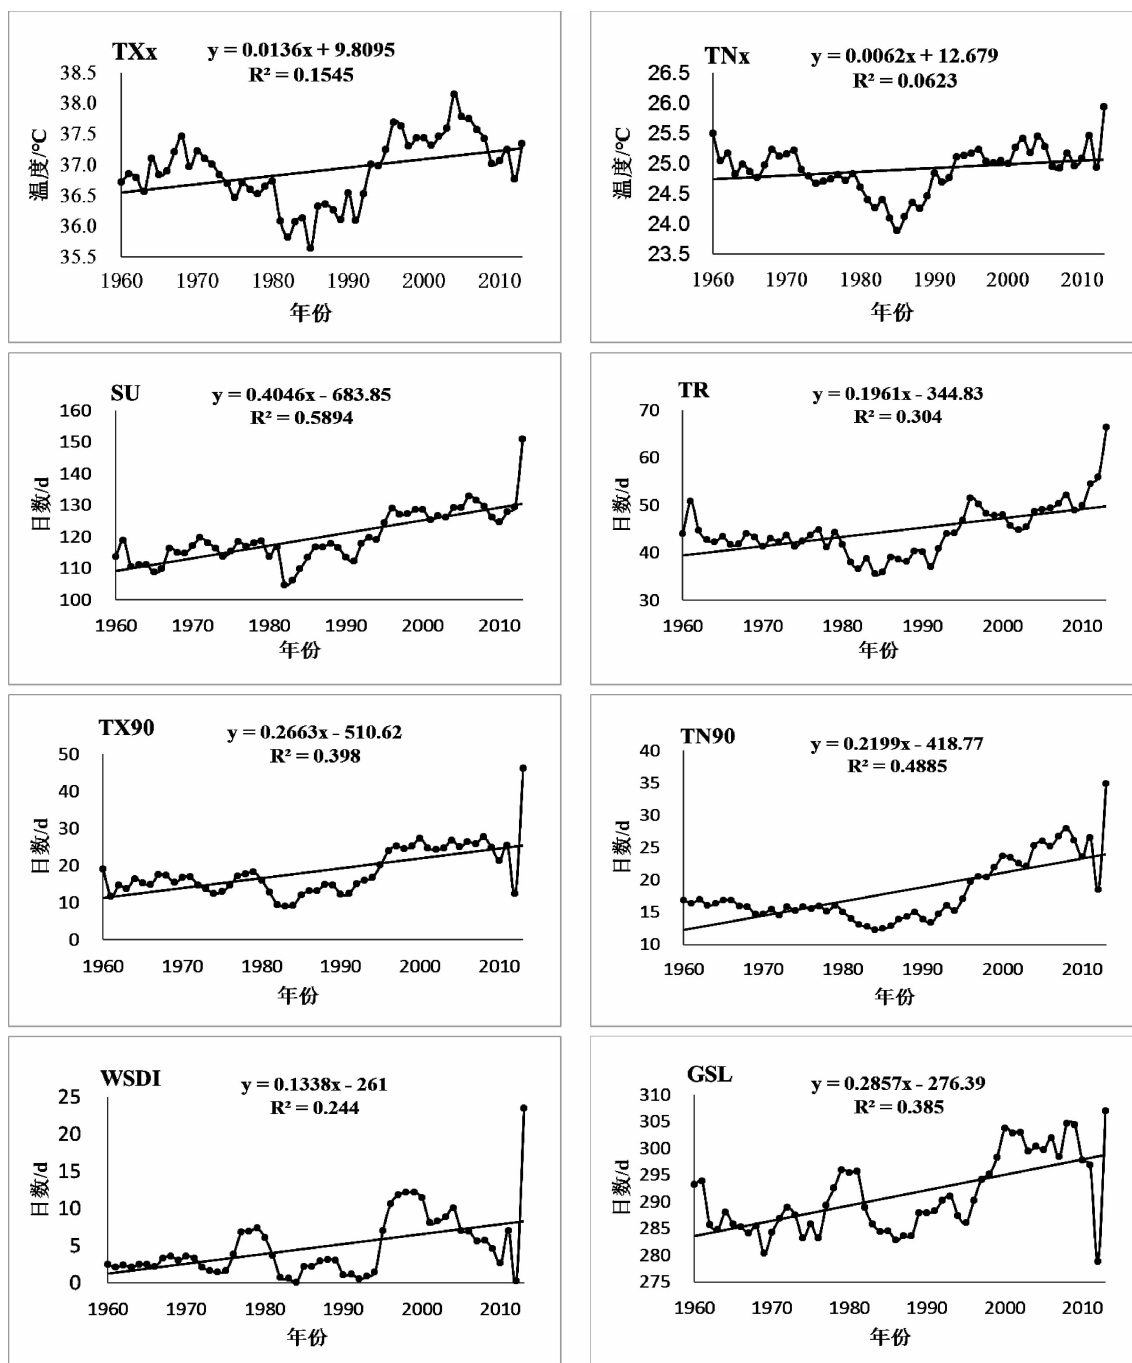 TXx
y = 0.0136x + 9.8095
R² = 0.1545
温度/°C
38.5
38.0
37.5
37.0
36.5
36.0
35.5
1960 1970 1980 1990 2000 2010
年份
TNx
y = 0.0062x + 12.679
R² = 0.0623
温度/°C
26.5
26.0
25.5
25.0
24.5
24.0
23.5
1960 1970 1980 1990 2000 2010
年份
SU
y = 0.4046x - 683.85
R² = 0.5894
日数/d
160
150
140
130
120
110
100
1960 1970 1980 1990 2000 2010
年份
TR
y = 0.1961x - 344.83
R² = 0.304
日数/d
70
60
50
40
30
1960 1970 1980 1990 2000 2010
年份
TX90
y = 0.2663x - 510.62
R² = 0.398
日数/d
50
40
30
20
10
0
1960 1970 1980 1990 2000 2010
年份
TN90
y = 0.2199x - 418.77
R² = 0.4885
日数/d
40
35
30
25
20
15
10
1960 1970 1980 1990 2000 2010
年份
WSDI
y = 0.1338x - 261
R² = 0.244
日数/d
25
20
15
10
5
0
1960 1970 1980 1990 2000 2010
年份
GSL
y = 0.2857x - 276.39
R² = 0.385
日数/d
310
305
300
295
290
285
280
275
1960 1970 1980 1990 2000 2010
年份